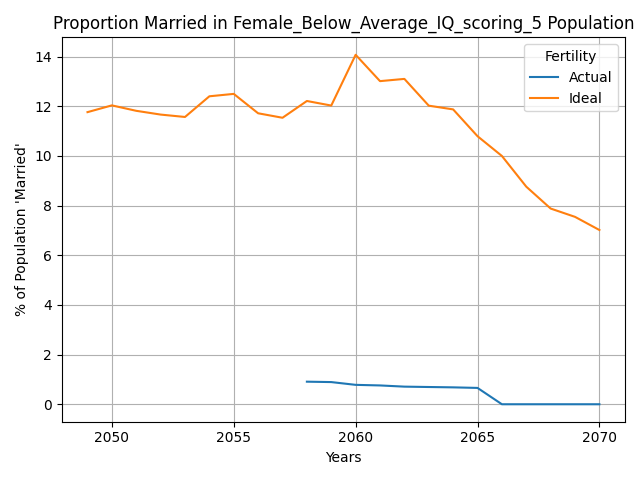 Proportion Married in Female_Below_Average_IQ_scoring_5 Population
% of Population 'Married'
14
12
10
8
6
4
2
0
Fertility
Actual
Ideal
2050 2055 2060 2065 2070
Years